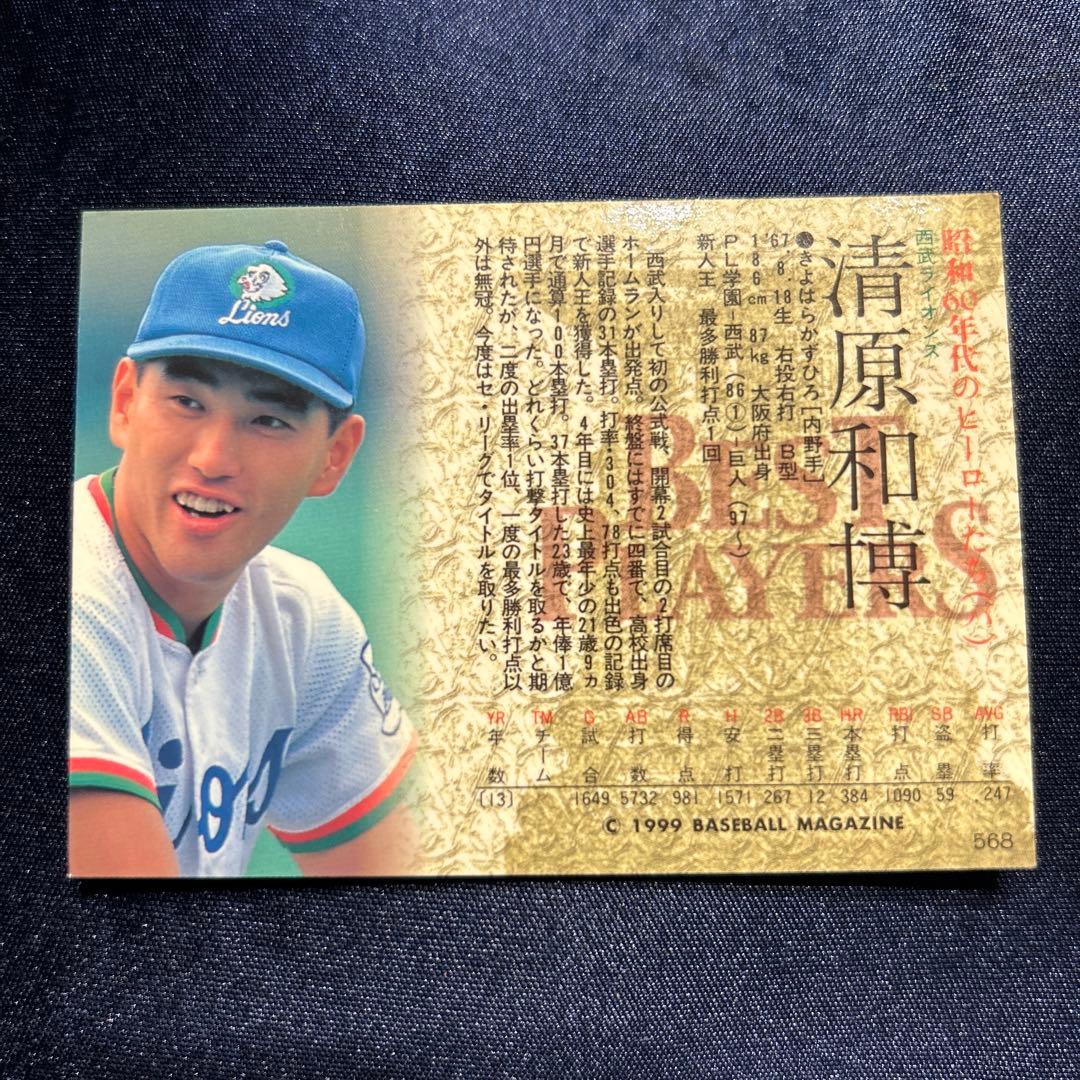 昭和60年代のヒーローたち(パ)
西武ライオンズ
清原和博
きよはらかずひろ[内野手]
'67.8.18生 右投右打 B型
186cm 87kg 大阪府出身
PL学園-西武(86①)-巨人(97〜)
新人王 最多勝利打点1回
西武入りして初の公式戦、開幕2試合目の2打席目の
ホームランが出発点。終盤にはすでに四番で、高校出身
選手記録の31本塁打。打率・304、78打点も出色の記録
で新人王を獲得した。4年目には史上最年少の21歳9ヵ
月で通算100本塁打。37本塁打した23歳で、年俸1億
円選手になった。どれくらい打撃タイトルを取るかと期
待されたが、二度の出塁率1位、一度の最多勝利打点以
外は無冠。今度はセ・リーグでタイトルを取りたい。
BEST
PLAYERS
Lions
Lions
YR TM G AB R H 2B 3B HR RBI SB AVG
年数 チーム 試合 打数 得点 安打 二塁打 三塁打 本塁打 打点 盗塁 打率
[13] 1649 5732 981 1571 267 12 384 1090 59 .247
© 1999 BASEBALL MAGAZINE
568